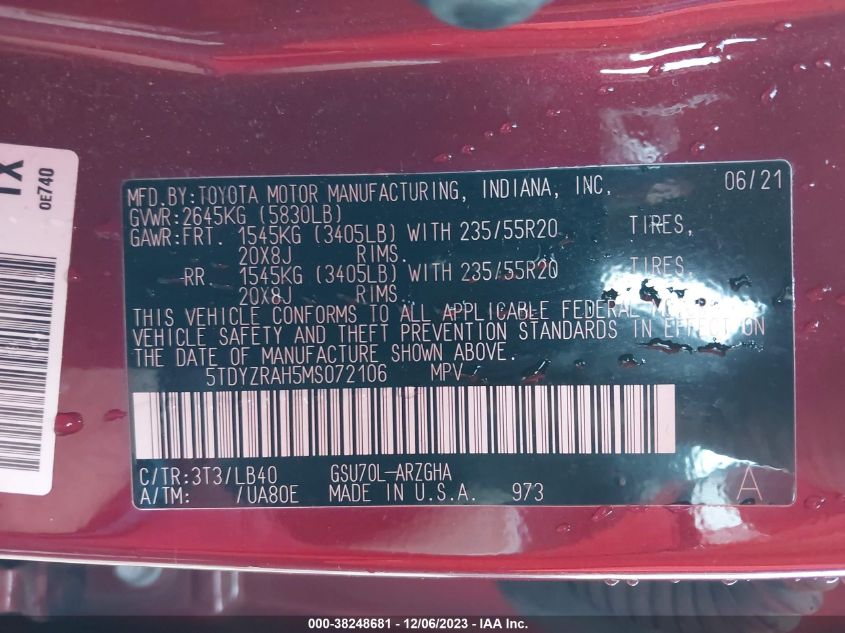 MFD.BY:TOYOTA MOTOR MANUFACTURING, INDIANA, INC. 06/21
GVWR:2645KG (5830LB)
GAWR:FRT. 1545KG (3405LB) WITH 235/55R20 TIRES,
20X8J RIMS.
RR. 1545KG (3405LB) WITH 235/55R20 TIRES,
20X8J RIMS.
THIS VEHICLE CONFORMS TO ALL APPLICABLE FEDERAL MOTOR
VEHICLE SAFETY AND THEFT PREVENTION STANDARDS IN EFFECT ON
THE DATE OF MANUFACTURE SHOWN ABOVE.
5TDYZRAH5MS072106 MPV
C/TR:3T3/LB40 GSU70L-ARZGHA
A/TM: /UA80E MADE IN U.S.A. 973 A
TX
0E740
000-38248681 - 12/06/2023 - IAA Inc.